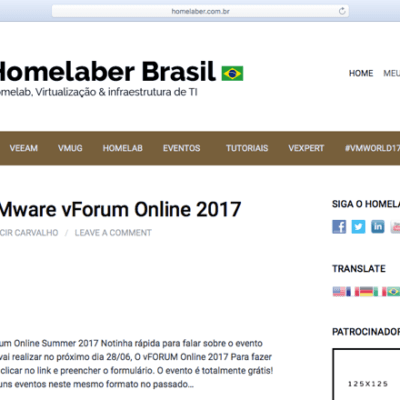 homelaber.com.br
Homelaber Brasil
omelab, Virtualização & infraestrutura de TI
HOME MEU
VEEAM VMUG HOMELAB EVENTOS TUTORIAIS VEXPERT #VMWORLD17
Mware vForum Online 2017
CIR CARVALHO / LEAVE A COMMENT
um Online Summer 2017 Notinha rápida para falar sobre o evento
vai realizar no próximo dia 28/06, O vFORUM Online 2017 Para fazer
clicar no link e preencher o formulário. O evento é totalmente grátis!
uns eventos neste mesmo formato no passado...
SIGA O HOMELA
TRANSLATE
PATROCINADOR
125X125